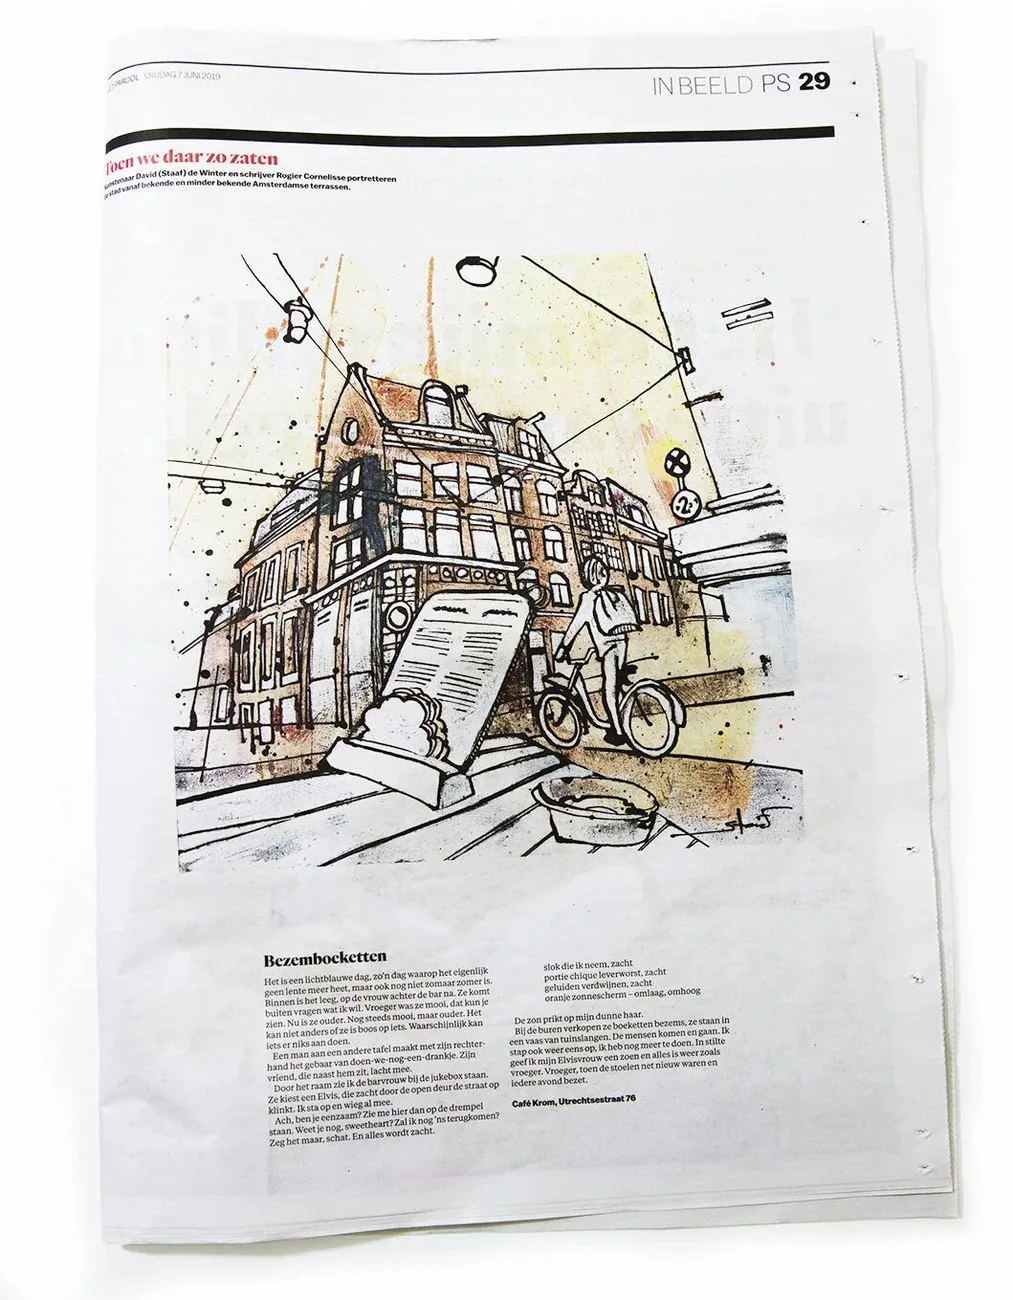 HET PAROOL VRIJDAG 7 JUNI 2019
IN BEELD PS 29
Toen we daar zo zaten
Kunstenaar David (Staaf) de Winter en schrijver Rogier Cornelisse portretteren
de stad vanaf bekende en minder bekende Amsterdamse terrassen.
Staaf
Bezemboeketten
Het is een lichtblauwe dag, zo'n dag waarop het eigenlijk
geen lente meer heet, maar ook nog niet zomaar zomer is.
Binnen is het leeg, op de vrouw achter de bar na. Ze komt
buiten vragen wat ik wil. Vroeger was ze mooi, dat kun je
zien. Nu is ze ouder. Nog steeds mooi, maar ouder. Het
kan niet anders of ze is boos op iets. Waarschijnlijk kan
iets er niks aan doen.
Een man aan een andere tafel maakt met zijn rechter-
hand het gebaar van doen-we-nog-een-drankje. Zijn
vriend, die naast hem zit, lacht mee.
Door het raam zie ik de barvrouw bij de jukebox staan.
Ze kiest een Elvis, die zacht door de open deur de straat op
klinkt. Ik sta op en wieg al mee.
Ach, ben je eenzaam? Zie me hier dan op de drempel
staan. Weet je nog, sweetheart? Zal ik nog 'ns terugkomen?
Zeg het maar, schat. En alles wordt zacht.
slok die ik neem, zacht
portie chique leverworst, zacht
geluiden verdwijnen, zacht
oranje zonnescherm – omlaag, omhoog
De zon prikt op mijn dunne haar.
Bij de buren verkopen ze boeketten bezems, ze staan in
een vaas van tuinslangen. De mensen komen en gaan. Ik
stap ook weer eens op, ik heb nog meer te doen. In stilte
geef ik mijn Elvisvrouw een zoen en alles is weer zoals
vroeger. Vroeger, toen de stoelen net nieuw waren en
iedere avond bezet.
Café Krom, Utrechtsestraat 76